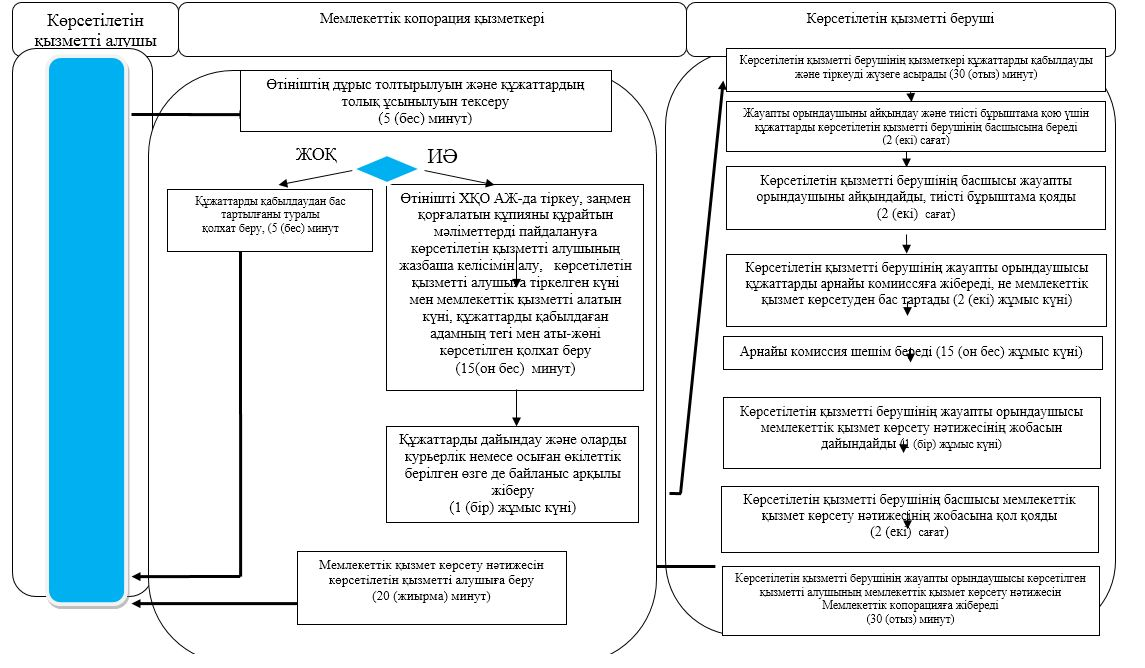 Көрсетілетін
қызметті алушы
Мемлекеттік копорация қызметкері
Көрсетілетін қызметті беруші
Өтініштің дұрыс толтырылуын және құжаттардың
толық ұсынылуын тексеру
(5 (бес) минут)
ЖОҚ
ИӘ
Құжаттарды қабылдаудан бас
тартылғаны туралы
қолхат беру, (5 (бес) минут
Өтінішті ХҚО АЖ-да тіркеу, заңмен
қорғалатын құпияны құрайтын
мәліметтерді пайдалануға
көрсетілетін қызметті алушының
жазбаша келісімін алу, көрсетілетін
қызметті алушыға тіркелген күні
мен мемлекеттік қызметті алатын
күні, құжаттарды қабылдаған
адамның тегі мен аты-жөні
көрсетілген қолхат беру
(15(он бес) минут)
Құжаттарды дайындау және оларды
курьерлік немесе осыған өкілеттік
берілген өзге де байланыс арқылы
жіберу
(1 (бір) жұмыс күні)
Мемлекеттік қызмет көрсету нәтижесін
көрсетілетін қызметті алушыға беру
(20 (жиырма) минут)
Көрсетілетін қызметті берушінің қызметкері құжаттарды қабылдауды
және тіркеуді жүзеге асырады (30 (отыз) минут)
Жауапты орындаушыны айқындау және тиісті бұрыштама қою үшін
құжаттарды көрсетілетін қызметті берушінің басшысына береді
(2 (екі) сағат)
Көрсетілетін қызметті берушінің басшысы жауапты
орындаушыны айқындайды, тиісті бұрыштама қояды
(2 (екі) сағат)
Көрсетілетін қызметті берушінің жауапты орындаушысы
құжаттарды арнайы комииссяға жібереді, не мемлекеттік
қызмет көрсетуден бас тартады (2 (екі) жұмыс күні)
Арнайы комиссия шешім береді (15 (он бес) жұмыс күні)
Көрсетілетін қызметті берушінің жауапты орындаушысы
мемлекеттік қызмет көрсету нәтижесінің жобасын
дайындайды (1 (бір) жұмыс күні)
Көрсетілетін қызметті берушінің басшысы мемлекеттік
қызмет көрсету нәтижесінің жобасына қол қояды
(2 (екі) сағат)
Көрсетілетін қызметті берушінің жауапты орындаушысы көрсетілген
қызметті алушының мемлекеттік қызмет көрсету нәтижесін
Мемлекеттік копорацияға жібереді
(30 (отыз) минут)